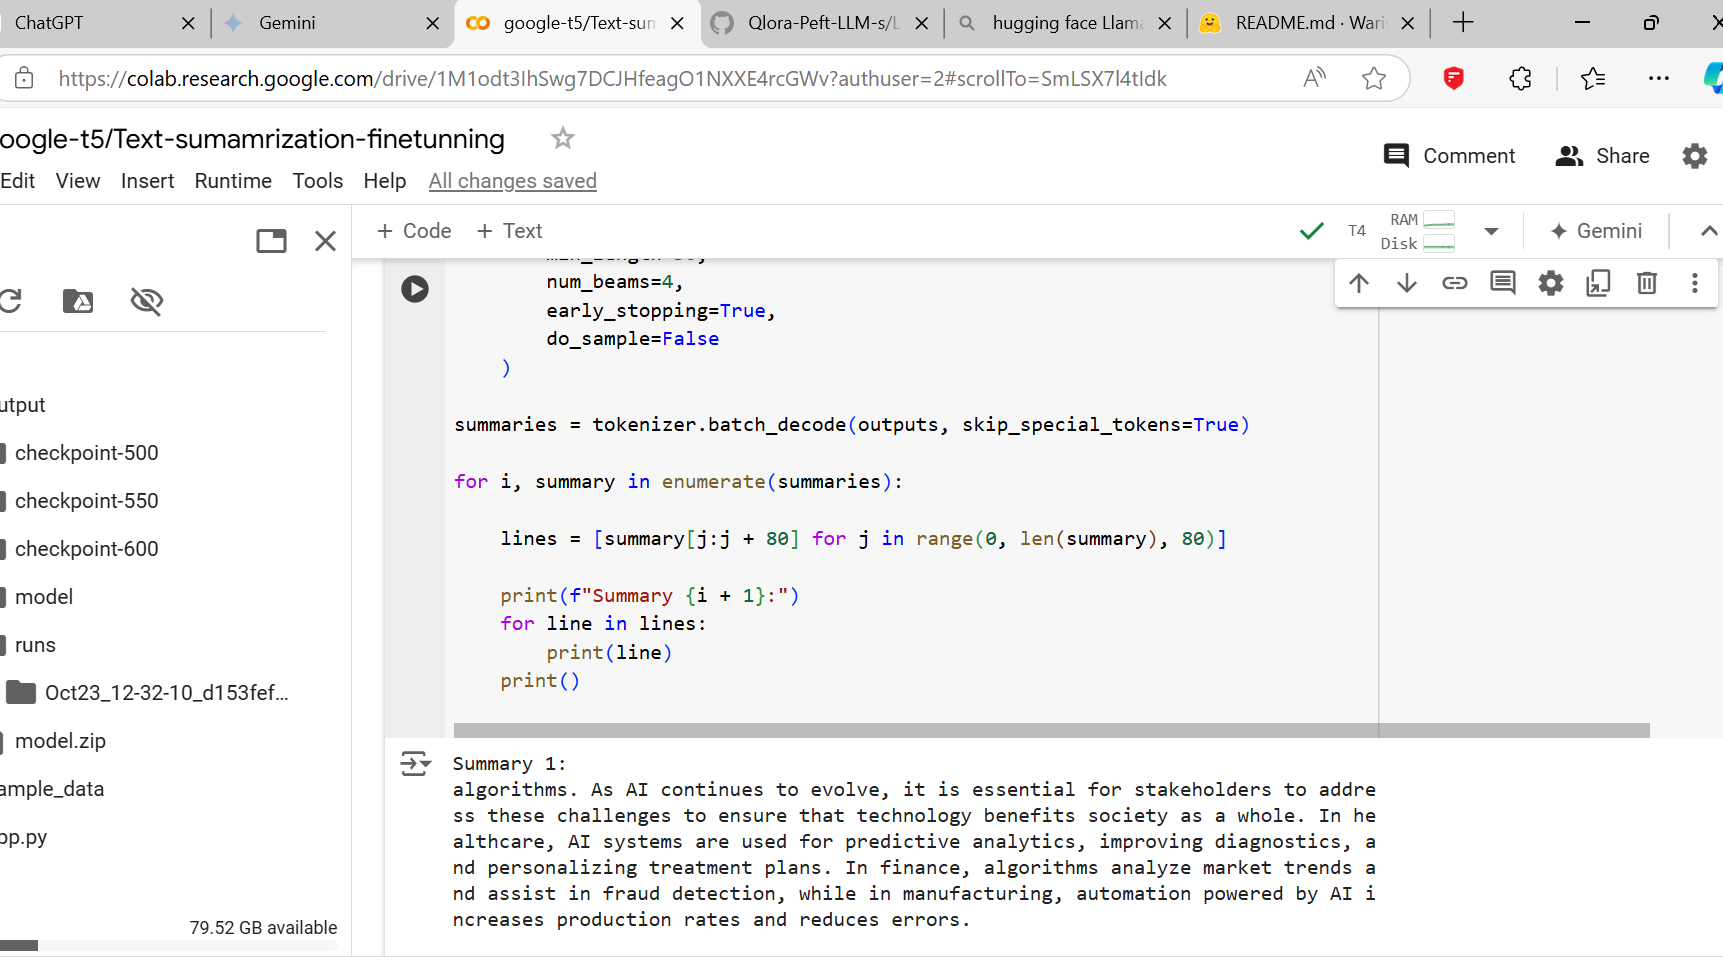 ChatGPT
Gemini
google-t5/Text-sum
Qlora-Peft-LLM-s/L
hugging face Llama
README.md · Waris
https://colab.research.google.com/drive/1M1odt3IhSwg7DCJHfeagO1NXXE4rcGWv?authuser=2#scrollTo=SmLSX7l4tIdk
oogle-t5/Text-sumamrization-finetunning
Comment
Share
Edit View Insert Runtime Tools Help All changes saved
+ Code + Text
T4
RAM
Disk
Gemini
num_beams=4,
early_stopping=True,
do_sample=False
)
summaries = tokenizer.batch_decode(outputs, skip_special_tokens=True)
for i, summary in enumerate(summaries):
lines = [summary[j:j + 80] for j in range(0, len(summary), 80)]
print(f"Summary {i + 1}:")
for line in lines:
print(line)
print()
utput
checkpoint-500
checkpoint-550
checkpoint-600
model
runs
Oct23_12-32-10_d153fef...
model.zip
ample_data
pp.py
79.52 GB available
Summary 1:
algorithms. As AI continues to evolve, it is essential for stakeholders to addre
ss these challenges to ensure that technology benefits society as a whole. In he
althcare, AI systems are used for predictive analytics, improving diagnostics, a
nd personalizing treatment plans. In finance, algorithms analyze market trends a
nd assist in fraud detection, while in manufacturing, automation powered by AI i
ncreases production rates and reduces errors.